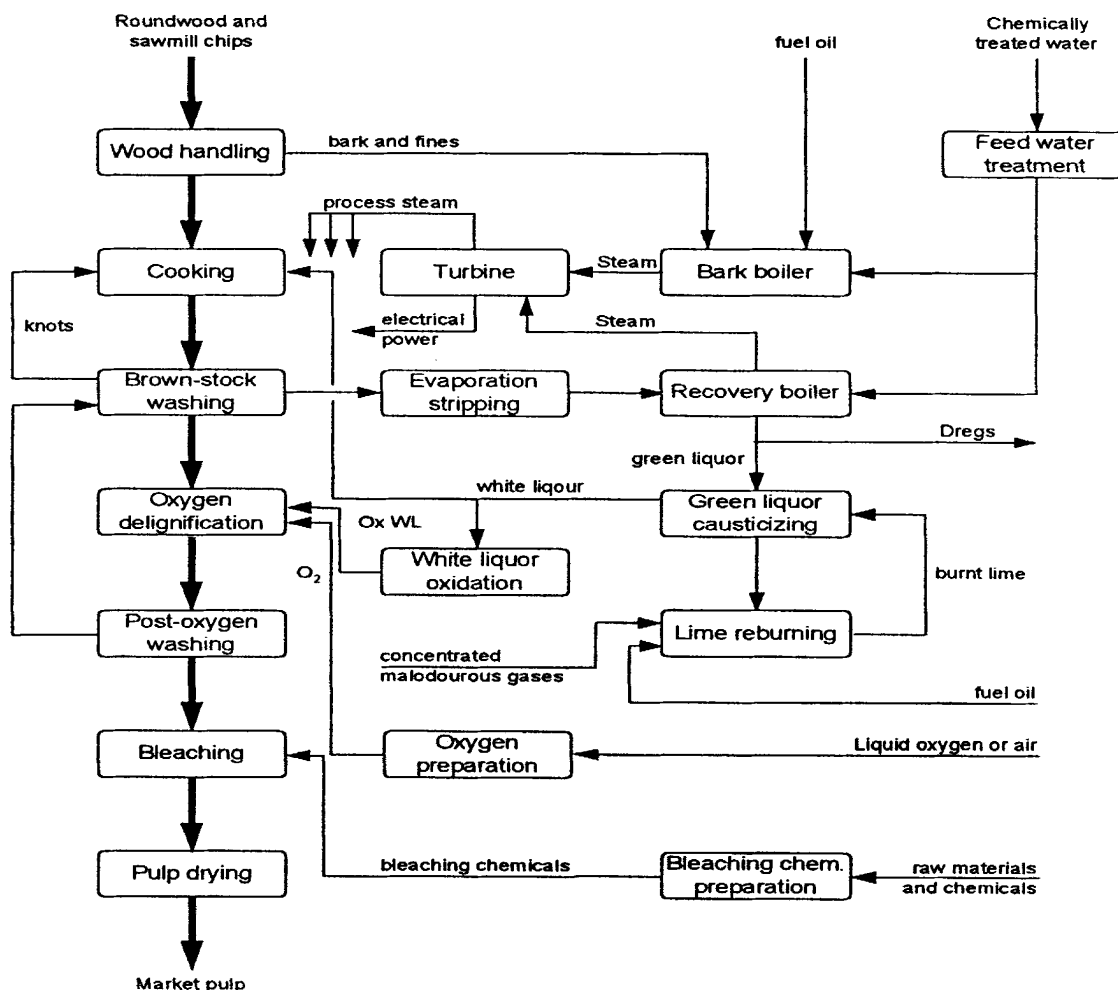 Roundwood and
sawmill chips
fuel oil
Chemically
treated water
Wood handling
bark and fines
Feed water
treatment
process steam
Cooking
Turbine
Steam
Bark boiler
knots
electrical
power
Steam
Brown-stock
washing
Evaporation
stripping
Recovery boiler
Dregs
green liquor
Oxygen
delignification
white liqour
Green liquor
causticizing
Ox WL
White liquor
oxidation
O2
burnt lime
Post-oxygen
washing
Lime reburning
concentrated
malodourous gases
fuel oil
Bleaching
Oxygen
preparation
Liquid oxygen or air
Pulp drying
bleaching chemicals
Bleaching chem.
preparation
raw materials
and chemicals
Market pulp